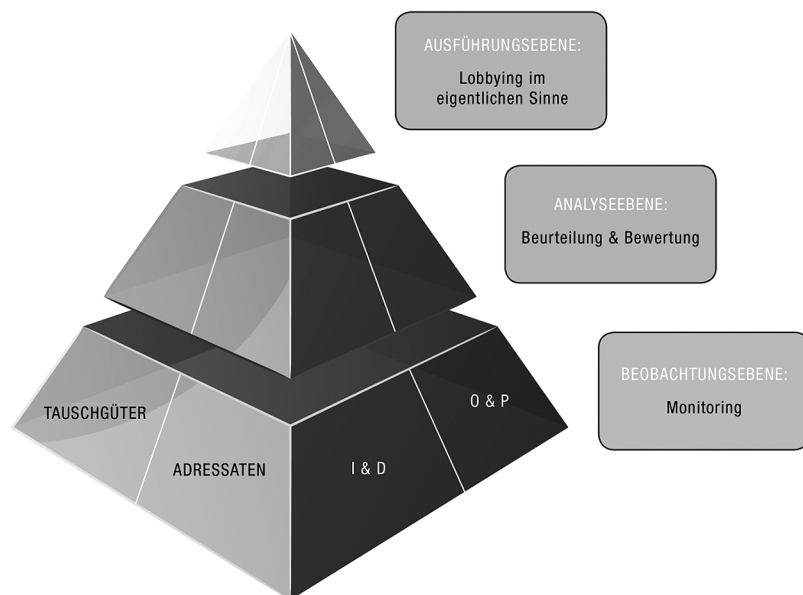 AUSFÜHRUNGSEBENE:
Lobbying im
eigentlichen Sinne
ANALYSEEBENE:
Beurteilung & Bewertung
BEOBACHTUNGSEBENE:
Monitoring
TAUSCHGÜTER
ADRESSATEN
I & D
O & P